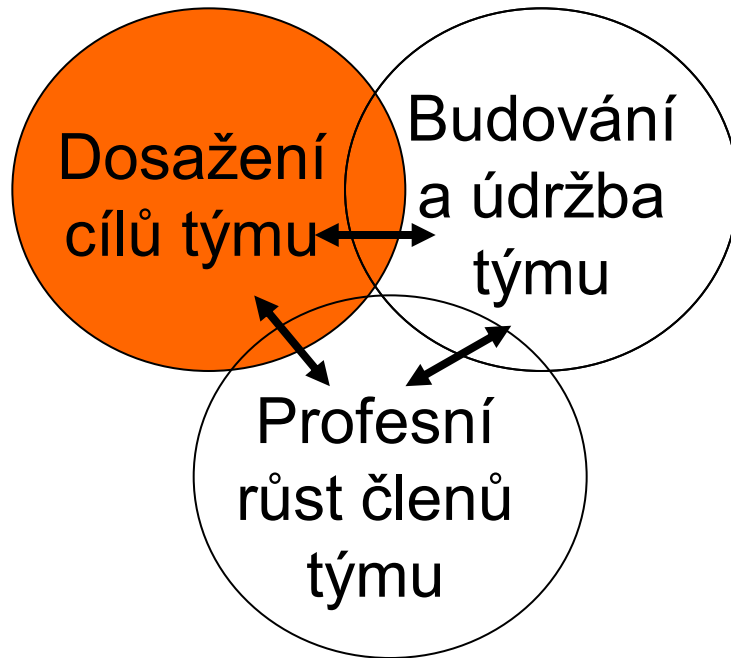 Dosažení
cílů týmu
Budování
a údržba
týmu
Profesní
růst členů
týmu